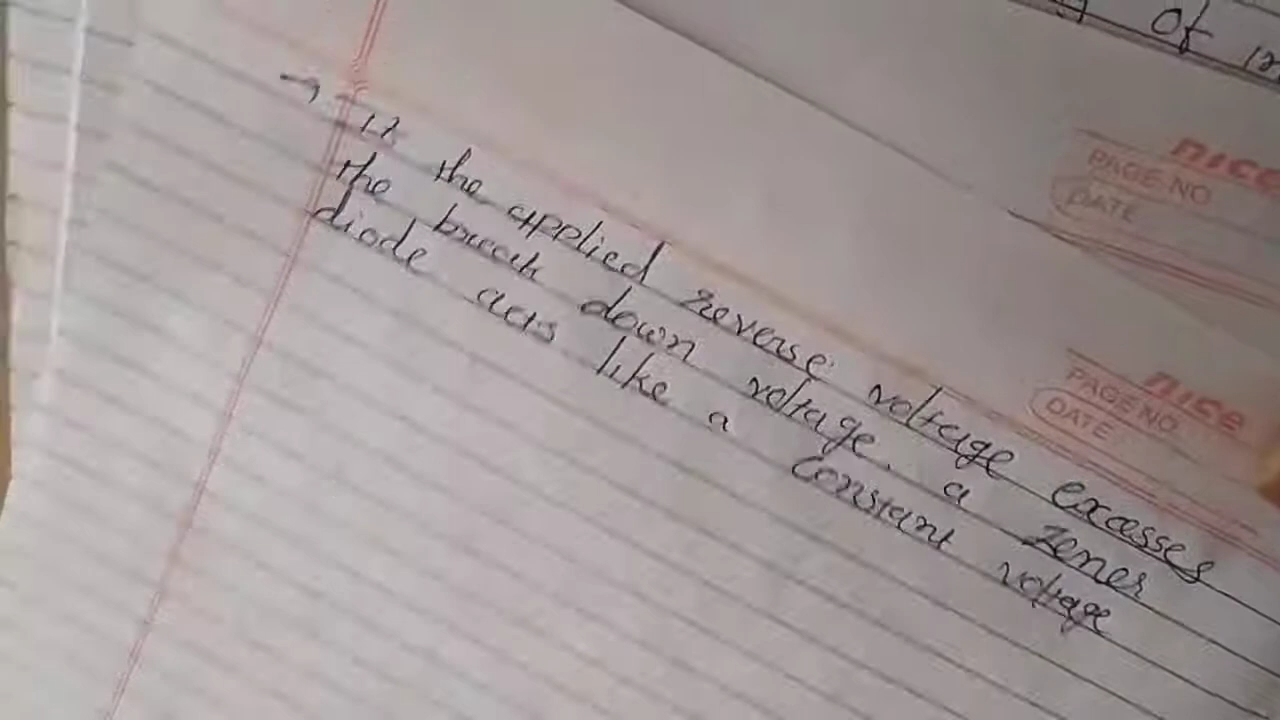 of
nice
PAGE NO
DATE
nice
PAGE NO
DATE
→ If the applied reverse voltage excesses
the break down voltage. a zener
diode acts like a constant voltage